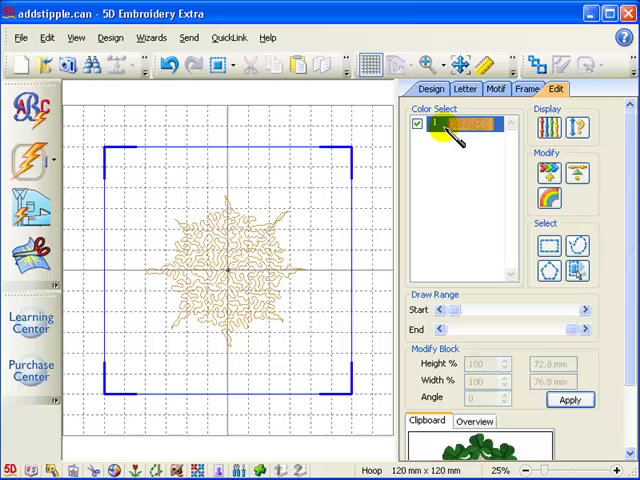 addstipple.can - 5D Embroidery Extra
File Edit View Design Wizards Send QuickLink Help
Design Letter Motif Frame Edit
Color Select
1
Display
Modify
Select
Draw Range
Start
End
Modify Block
Height % 100 72.8 mm
Width % 100 76.8 mm
Angle 0 Apply
Clipboard Overview
Learning
Center
Purchase
Center
5D
Hoop 120 mm x 120 mm 25%